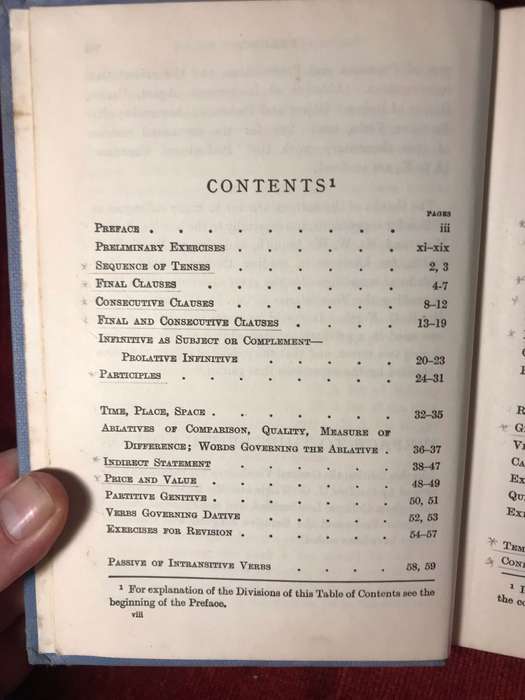 CONTENTS¹
PAGES
PREFACE . . . . . . . . . iii
PRELIMINARY EXERCISES . . . . . . xi–xix
* SEQUENCE OF TENSES . . . . . . 2, 3
* FINAL CLAUSES . . . . . . . 4-7
* CONSECUTIVE CLAUSES . . . . . . 8–12
* FINAL AND CONSECUTIVE CLAUSES . . . . 13–19
INFINITIVE AS SUBJECT OR COMPLEMENT—
PROLATIVE INFINITIVE . . . . . 20–23
* PARTICIPLES . . . . . . . . 24–31
TIME, PLACE, SPACE . . . . . . . 32–35
ABLATIVES OF COMPARISON, QUALITY, MEASURE OF
DIFFERENCE; WORDS GOVERNING THE ABLATIVE . 36–37
* INDIRECT STATEMENT . . . . . . 38–47
* PRICE AND VALUE . . . . . . . 48–49
PARTITIVE GENITIVE . . . . . . 50, 51
VERBS GOVERNING DATIVE . . . . . 52, 53
EXERCISES FOR REVISION . . . . . . 54–57
PASSIVE OF INTRANSITIVE VERBS . . . . 58, 59
¹ For explanation of the Divisions of this Table of Contents see the
beginning of the Preface.
viii